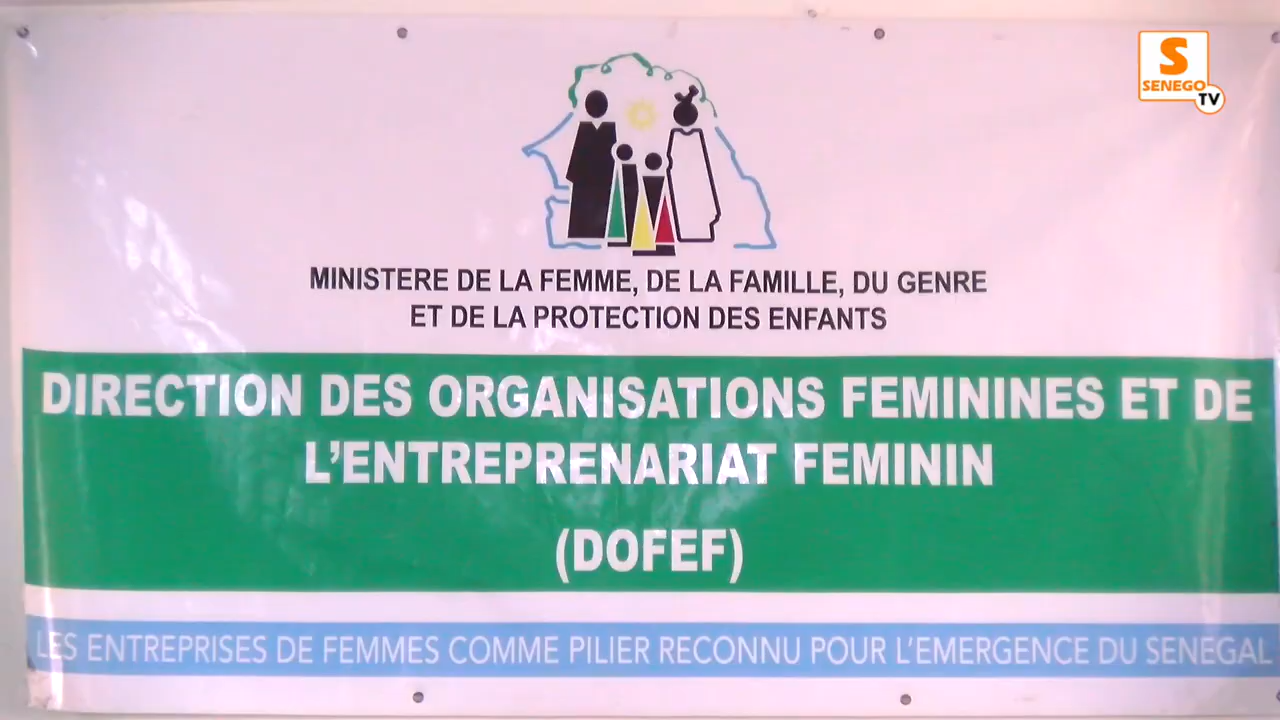 S
SENEGO
TV
MINISTERE DE LA FEMME, DE LA FAMILLE, DU GENRE
ET DE LA PROTECTION DES ENFANTS
DIRECTION DES ORGANISATIONS FEMININES ET DE
L'ENTREPRENARIAT FEMININ
(DOFEF)
LES ENTREPRISES DE FEMMES COMME PILIER RECONNU POUR L'EMERGENCE DU SENEGAL